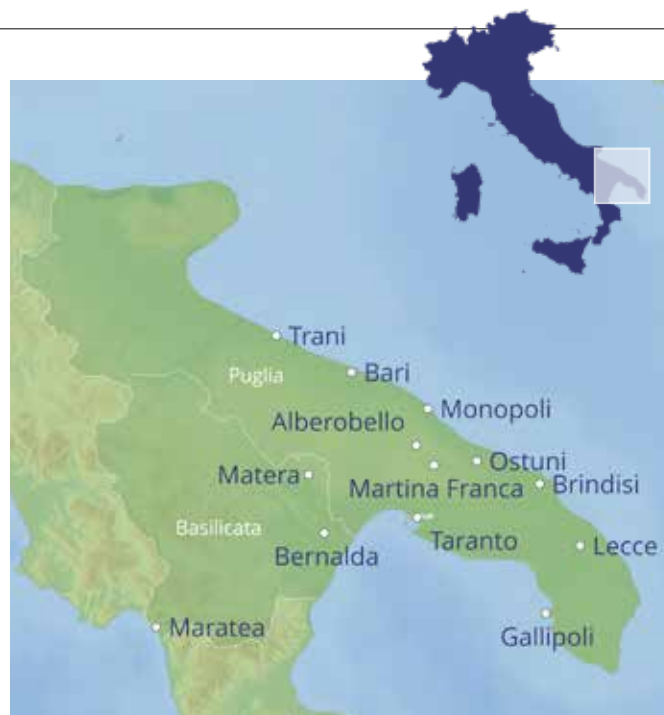 Trani
Puglia
Bari
Monopoli
Alberobello
Ostuni
Matera
Martina Franca
Brindisi
Basilicata
Bernalda
Taranto
Lecce
Maratea
Gallipoli